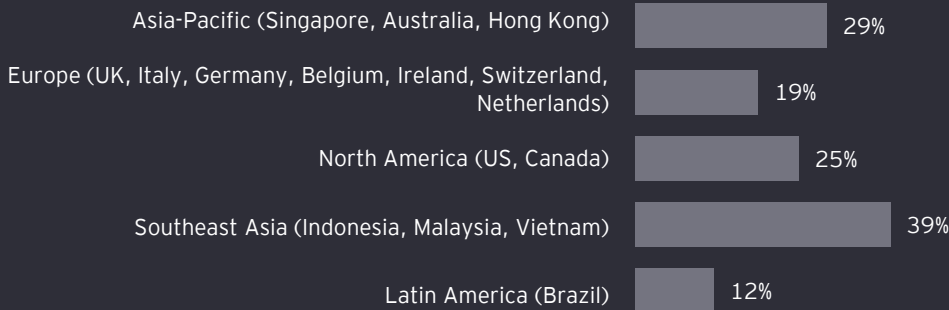 Asia-Pacific (Singapore, Australia, Hong Kong)
29%
Europe (UK, Italy, Germany, Belgium, Ireland, Switzerland,
Netherlands)
19%
North America (US, Canada)
25%
Southeast Asia (Indonesia, Malaysia, Vietnam)
39%
Latin America (Brazil)
12%